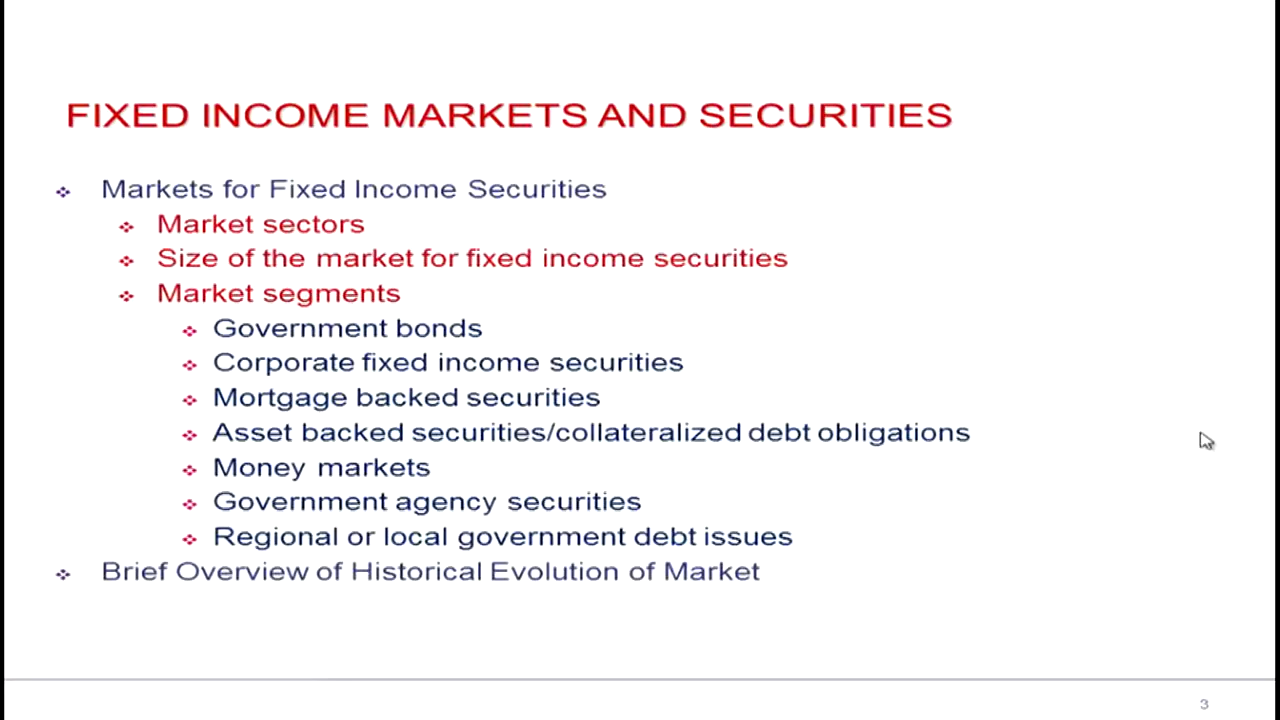 FIXED INCOME MARKETS AND SECURITIES
Markets for Fixed Income Securities
Market sectors
Size of the market for fixed income securities
Market segments
Government bonds
Corporate fixed income securities
Mortgage backed securities
Asset backed securities/collateralized debt obligations
Money markets
Government agency securities
Regional or local government debt issues
Brief Overview of Historical Evolution of Market
3